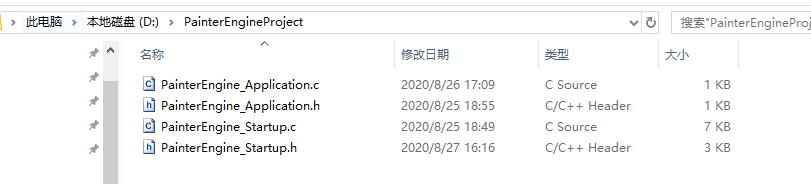 此电脑 › 本地磁盘 (D:) › PainterEngineProject 搜索"PainterEngineProj
名称 修改日期 类型 大小
PainterEngine_Application.c 2020/8/26 17:09 C Source 1 KB
PainterEngine_Application.h 2020/8/25 18:55 C/C++ Header 1 KB
PainterEngine_Startup.c 2020/8/25 18:49 C Source 7 KB
PainterEngine_Startup.h 2020/8/27 16:16 C/C++ Header 3 KB